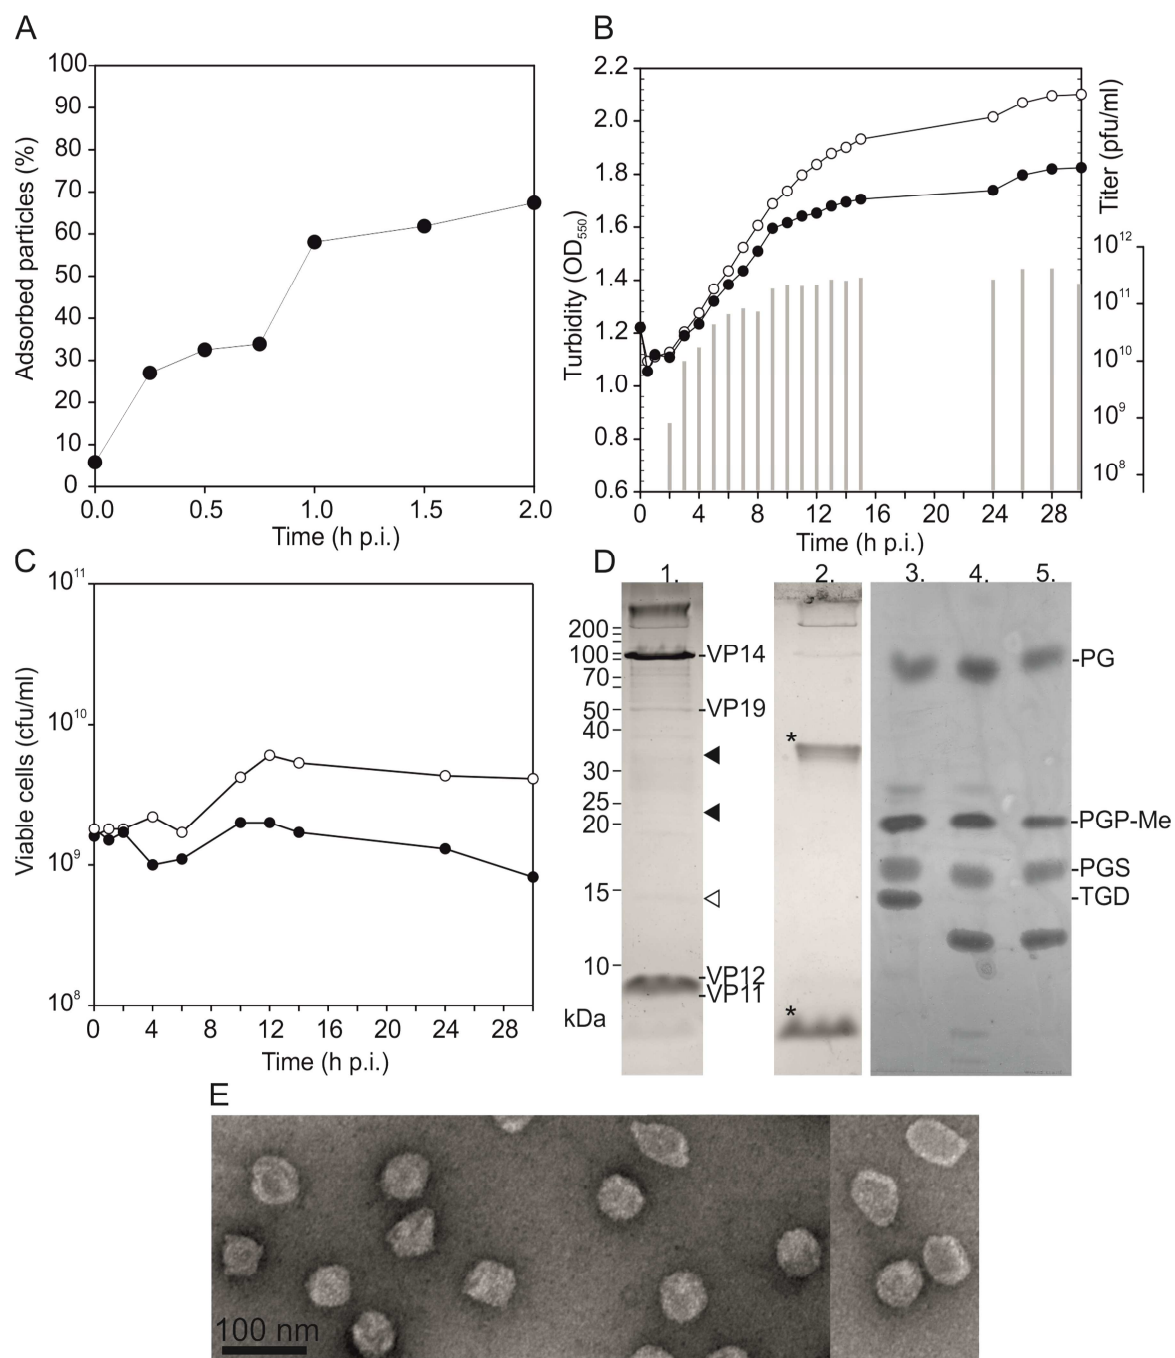 A
100
90
80
70
60
50
40
30
20
10
0
Adsorbed particles (%)
0.0 0.5 1.0 1.5 2.0
Time (h p.i.)
B
2.2
2.0
1.8
1.6
1.4
1.2
1.0
0.8
0.6
Turbidity (OD550)
Titer (pfu/ml)
10^12
10^11
10^10
10^9
10^8
0 4 8 12 16 20 24 28
Time (h p.i.)
C
10^11
10^10
10^9
10^8
Viable cells (cfu/ml)
0 4 8 12 16 20 24 28
Time (h p.i.)
D
1. 2. 3. 4. 5.
200
100
70
50
40
30
25
20
15
10
kDa
-VP14
-VP19
VP12
VP11
*
*
-PG
-PGP-Me
-PGS
-TGD
E
100 nm